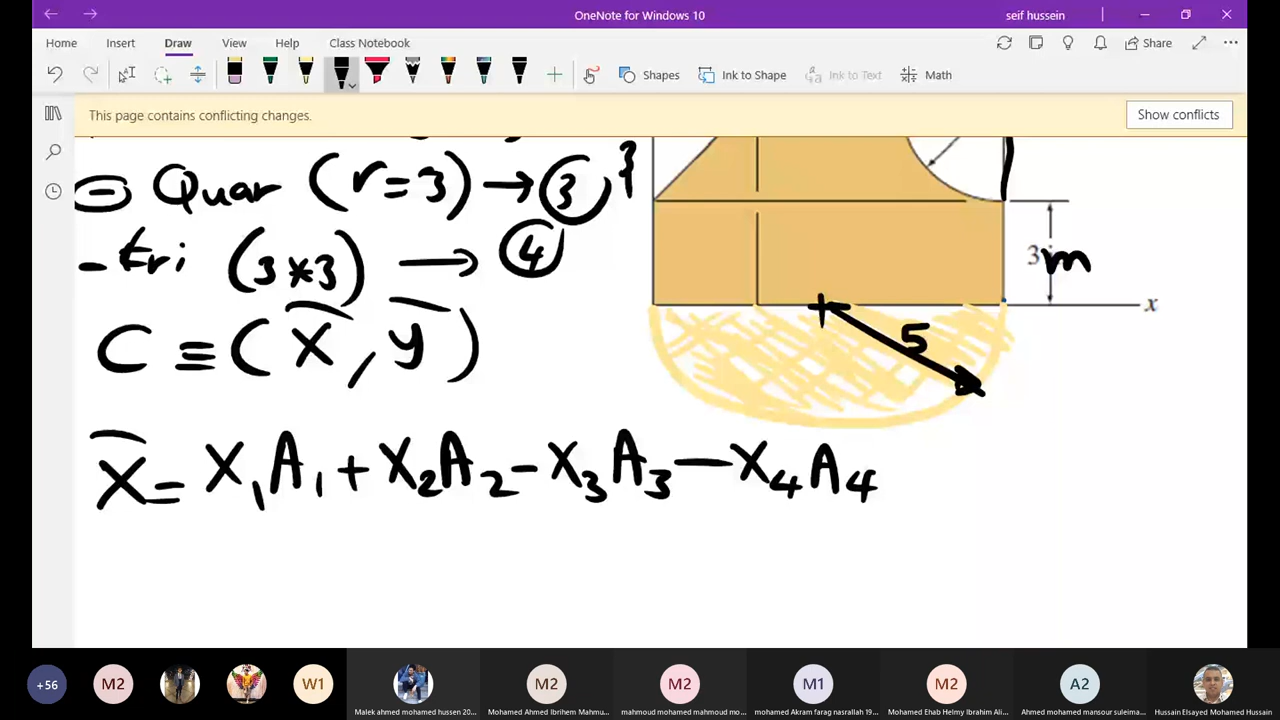 OneNote for Windows 10
seif hussein
Home Insert Draw View Help Class Notebook
Share
Shapes Ink to Shape Ink to Text Math
This page contains conflicting changes.
Show conflicts
- Quar (r=3) → 3 }
- tri (3*3) → 4
C ≡ (X̄, ȳ)
X̄ = X₁A₁ + X₂A₂ - X₃A₃ - X₄A₄
3 m
x
5
+56
M2
W1
Malek ahmed mohamed hussen 20...
M2
Mohamed Ahmed Ibrihem Mahmu...
M2
mahmoud mohamed mahmoud mo...
M1
mohamed Akram farag nasrallah 19...
M2
Mohamed Ehab Helmy Ibrahim Ali...
A2
Ahmed mohamed mansour suleima...
Hussain Elsayed Mohamed Hussain